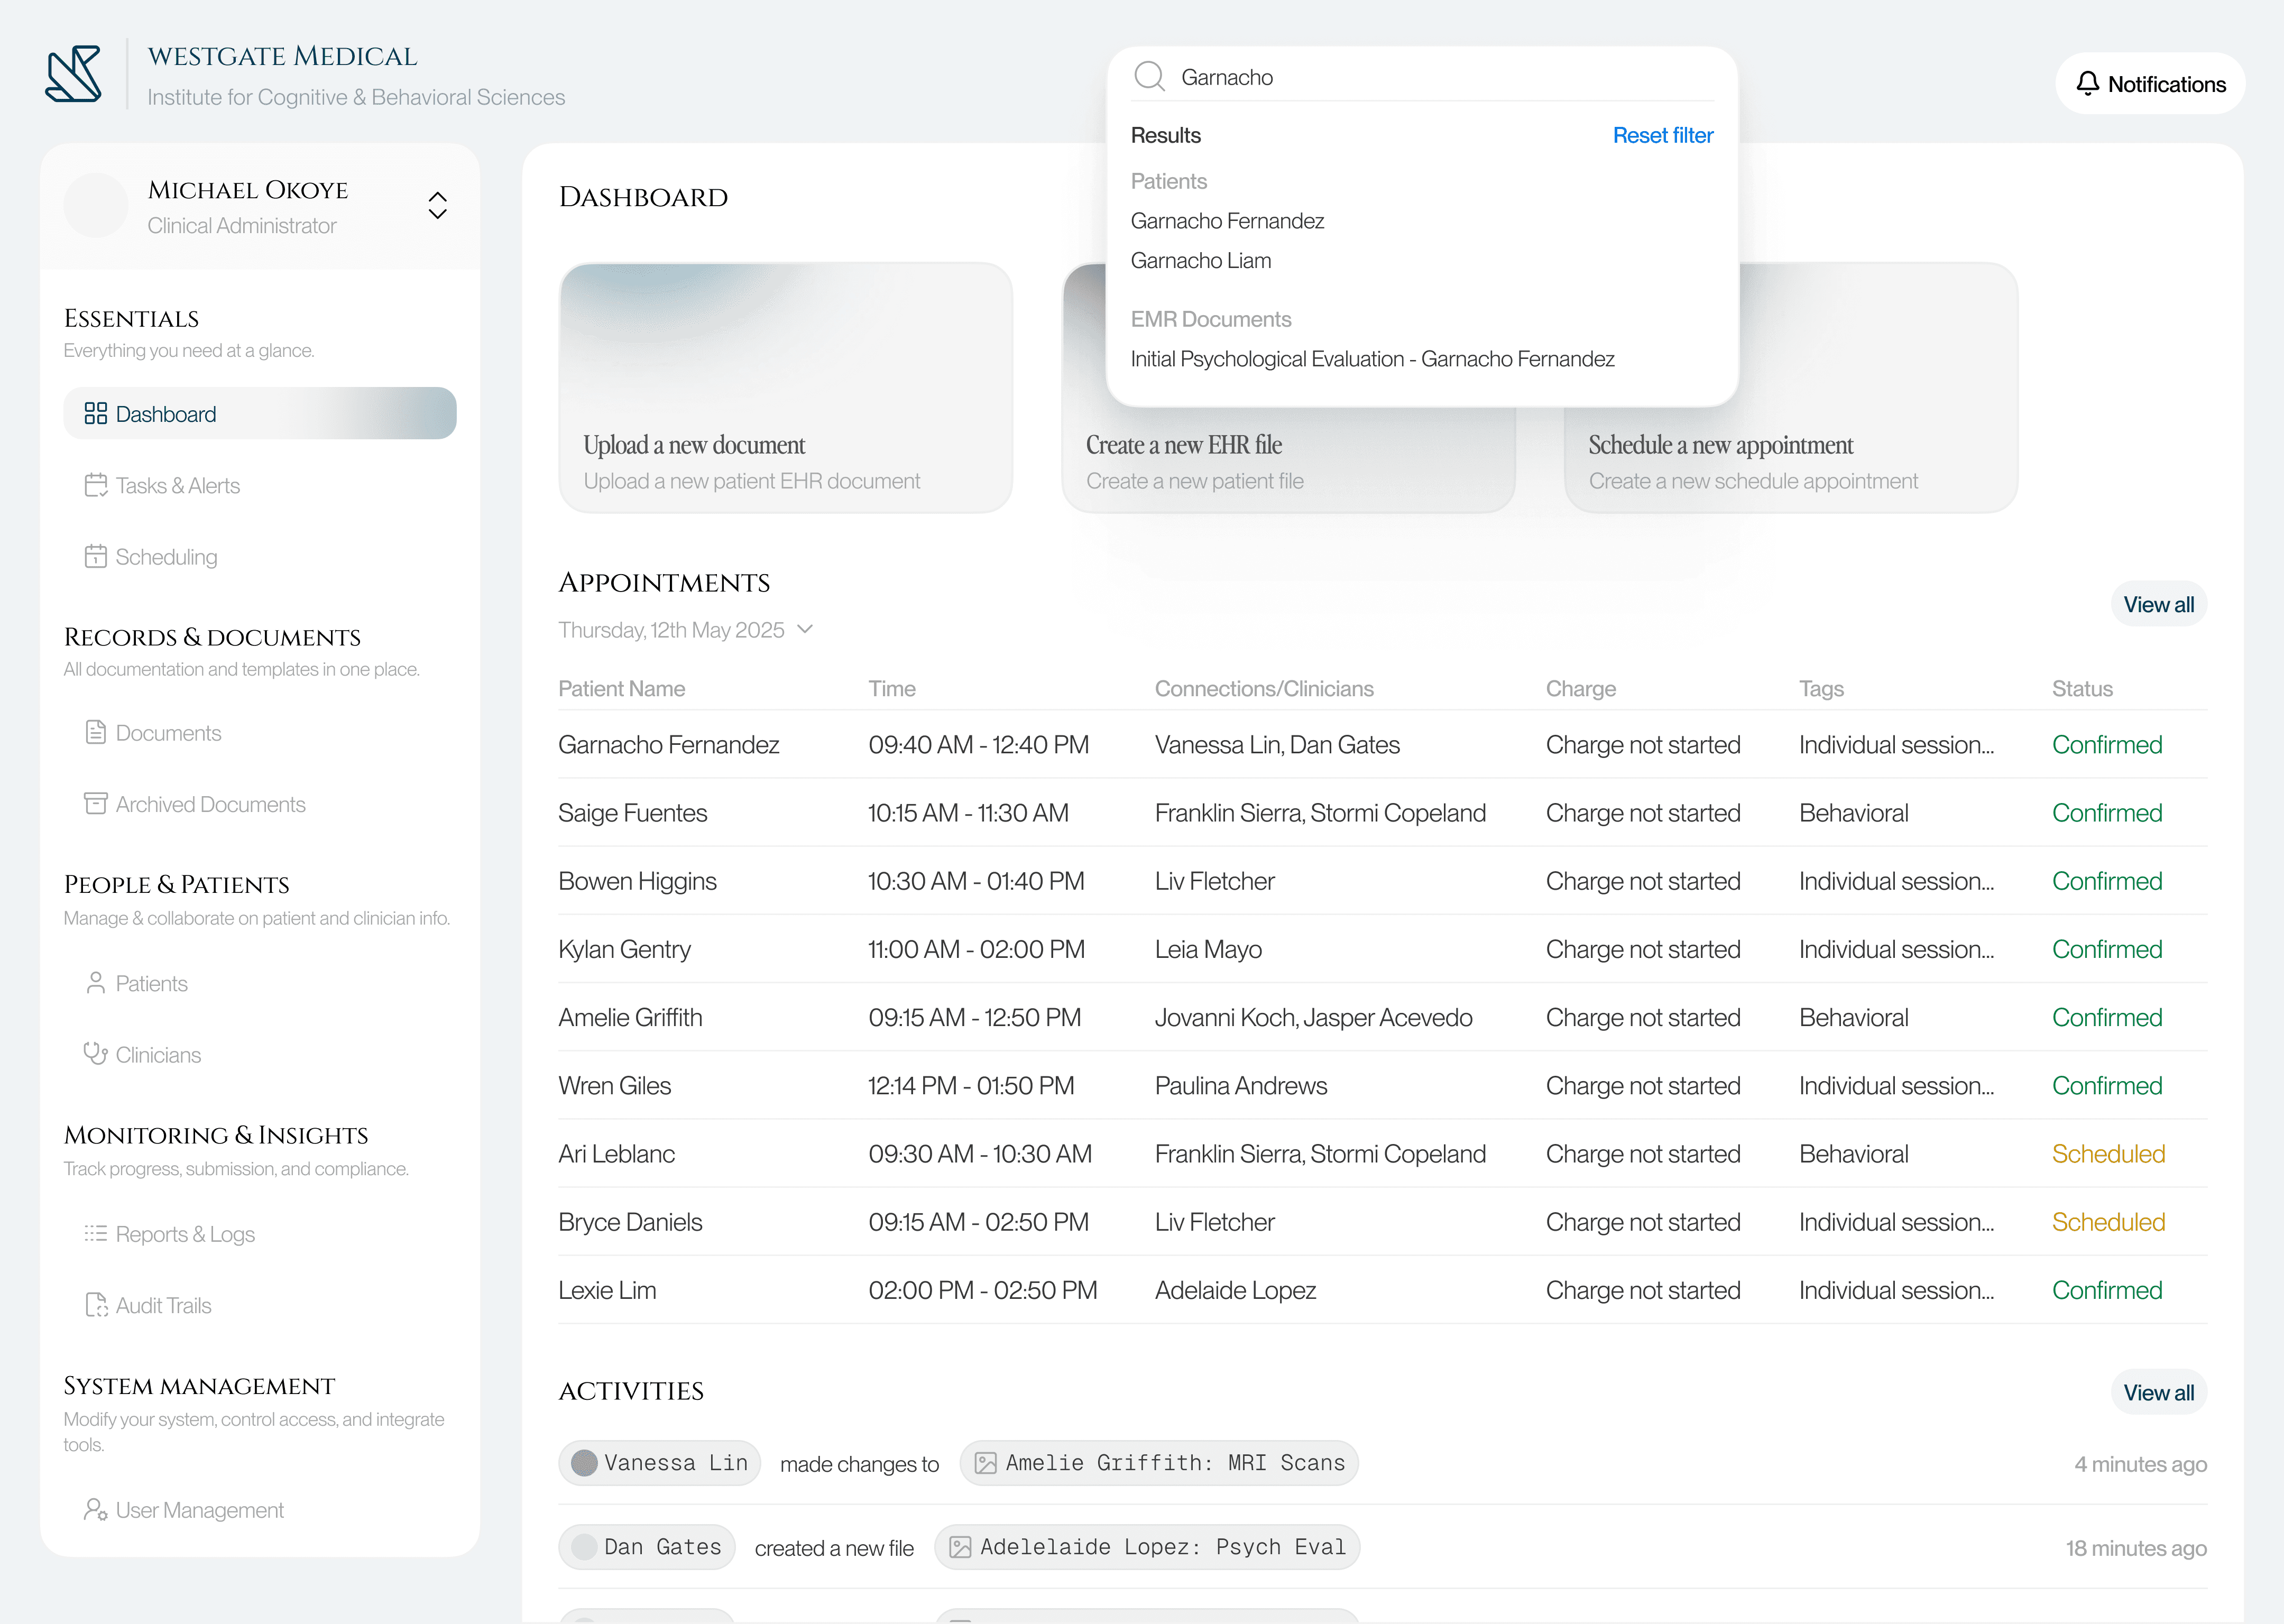 WESTGATE MEDICAL
Institute for Cognitive & Behavioral Sciences
Garnacho
Results
Reset filter
Patients
Garnacho Fernandez
Garnacho Liam
EMR Documents
Initial Psychological Evaluation - Garnacho Fernandez
Notifications
MICHAEL OKOYE
Clinical Administrator
ESSENTIALS
Everything you need at a glance.
Dashboard
Tasks & Alerts
Scheduling
RECORDS & DOCUMENTS
All documentation and templates in one place.
Documents
Archived Documents
PEOPLE & PATIENTS
Manage & collaborate on patient and clinician info.
Patients
Clinicians
MONITORING & INSIGHTS
Track progress, submission, and compliance.
Reports & Logs
Audit Trails
SYSTEM MANAGEMENT
Modify your system, control access, and integrate
tools.
User Management
DASHBOARD
Upload a new document
Upload a new patient EHR document
Create a new EHR file
Create a new patient file
Schedule a new appointment
Create a new schedule appointment
APPOINTMENTS
Thursday, 12th May 2025
View all
Patient Name Time Connections/Clinicians Charge Tags Status
Garnacho Fernandez 09:40 AM - 12:40 PM Vanessa Lin, Dan Gates Charge not started Individual session... Confirmed
Saige Fuentes 10:15 AM - 11:30 AM Franklin Sierra, Stormi Copeland Charge not started Behavioral Confirmed
Bowen Higgins 10:30 AM - 01:40 PM Liv Fletcher Charge not started Individual session... Confirmed
Kylan Gentry 11:00 AM - 02:00 PM Leia Mayo Charge not started Individual session... Confirmed
Amelie Griffith 09:15 AM - 12:50 PM Jovanni Koch, Jasper Acevedo Charge not started Behavioral Confirmed
Wren Giles 12:14 PM - 01:50 PM Paulina Andrews Charge not started Individual session... Confirmed
Ari Leblanc 09:30 AM - 10:30 AM Franklin Sierra, Stormi Copeland Charge not started Behavioral Scheduled
Bryce Daniels 09:15 AM - 02:50 PM Liv Fletcher Charge not started Individual session... Scheduled
Lexie Lim 02:00 PM - 02:50 PM Adelaide Lopez Charge not started Individual session... Confirmed
ACTIVITIES
View all
Vanessa Lin made changes to Amelie Griffith: MRI Scans 4 minutes ago
Dan Gates created a new file Adelelaide Lopez: Psych Eval 18 minutes ago